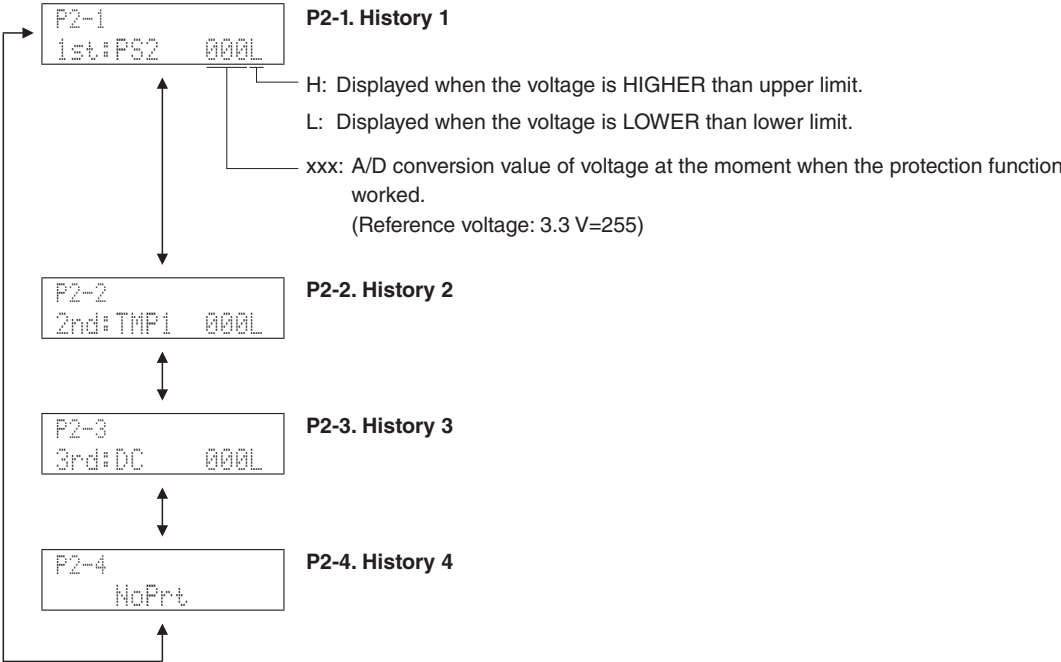 P2-1
1st:PS2 000L
P2-1. History 1
H: Displayed when the voltage is HIGHER than upper limit.
L: Displayed when the voltage is LOWER than lower limit.
xxx: A/D conversion value of voltage at the moment when the protection function
worked.
(Reference voltage: 3.3 V=255)
P2-2
2nd:TMP1 000L
P2-2. History 2
P2-3
3rd:DC 000L
P2-3. History 3
P2-4
NoPrt
P2-4. History 4